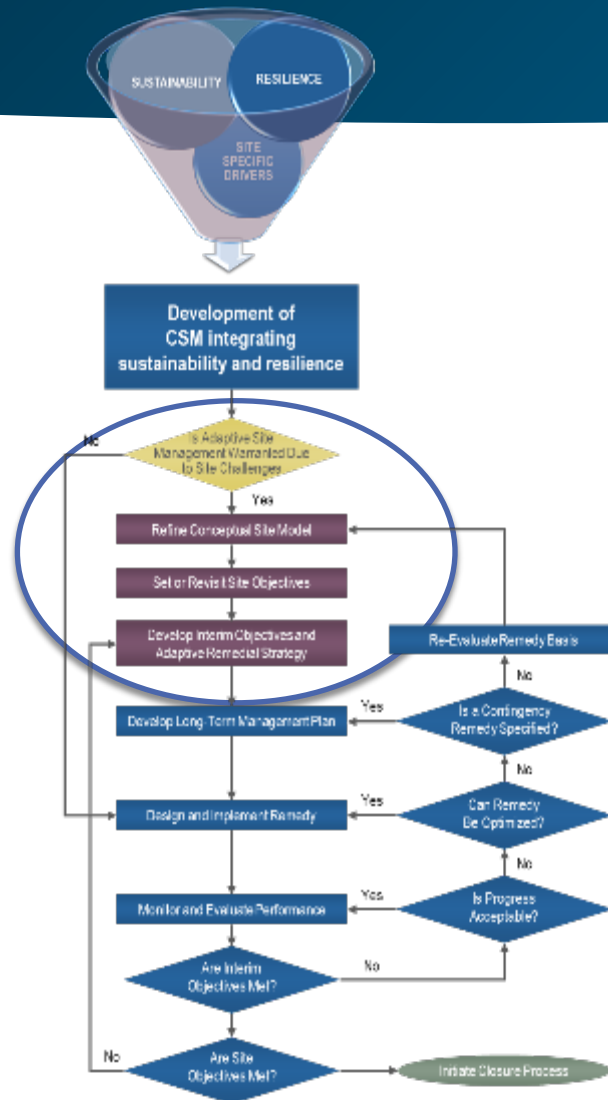 SUSTAINABILITY
RESILIENCE
SITE
SPECIFIC
DRIVERS
Development of
CSM integrating
sustainability and resilience
No
Is Adaptive Site
Management Warranted Due
to Site Challenges
Yes
Refine Conceptual Site Model
Set or Revisit Site Objectives
Develop Interim Objectives and
Adaptive Remedial Strategy
Re-Evaluate Remedy Basis
No
Develop Long-Term Management Plan
Yes
Is a Contingency
Remedy Specified?
No
Design and Implement Remedy
Yes
Can Remedy
Be Optimized?
No
Monitor and Evaluate Performance
Yes
Is Progress
Acceptable?
Are Interim
Objectives Met?
No
No
Are Site
Objectives Met?
Initiate Closure Process